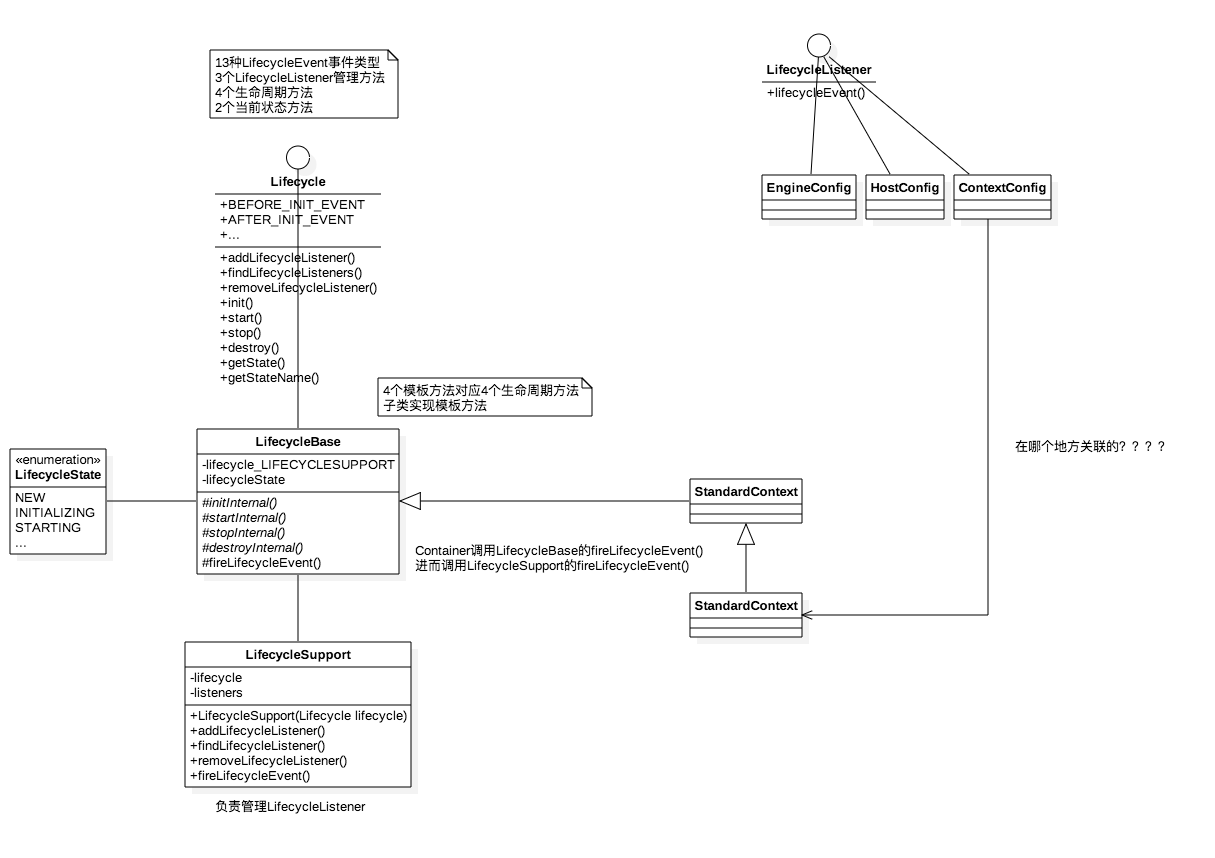 13种LifecycleEvent事件类型
3个LifecycleListener管理方法
4个生命周期方法
2个当前状态方法
Lifecycle
+BEFORE_INIT_EVENT
+AFTER_INIT_EVENT
+...
+addLifecycleListener()
+findLifecycleListeners()
+removeLifecycleListener()
+init()
+start()
+stop()
+destroy()
+getState()
+getStateName()
LifecycleListener
+lifecycleEvent()
EngineConfig
HostConfig
ContextConfig
4个模板方法对应4个生命周期方法
子类实现模板方法
«enumeration»
LifecycleState
NEW
INITIALIZING
STARTING
...
LifecycleBase
-lifecycle_LIFECYCLESUPPORT
-lifecycleState
#initInternal()
#startInternal()
#stopInternal()
#destroyInternal()
#fireLifecycleEvent()
StandardContext
在哪个地方关联的？？？？
Container调用LifecycleBase的fireLifecycleEvent()
进而调用LifecycleSupport的fireLifecycleEvent()
StandardContext
LifecycleSupport
-lifecycle
-listeners
+LifecycleSupport(Lifecycle lifecycle)
+addLifecycleListener()
+findLifecycleListener()
+removeLifecycleListener()
+fireLifecycleEvent()
负责管理LifecycleListener